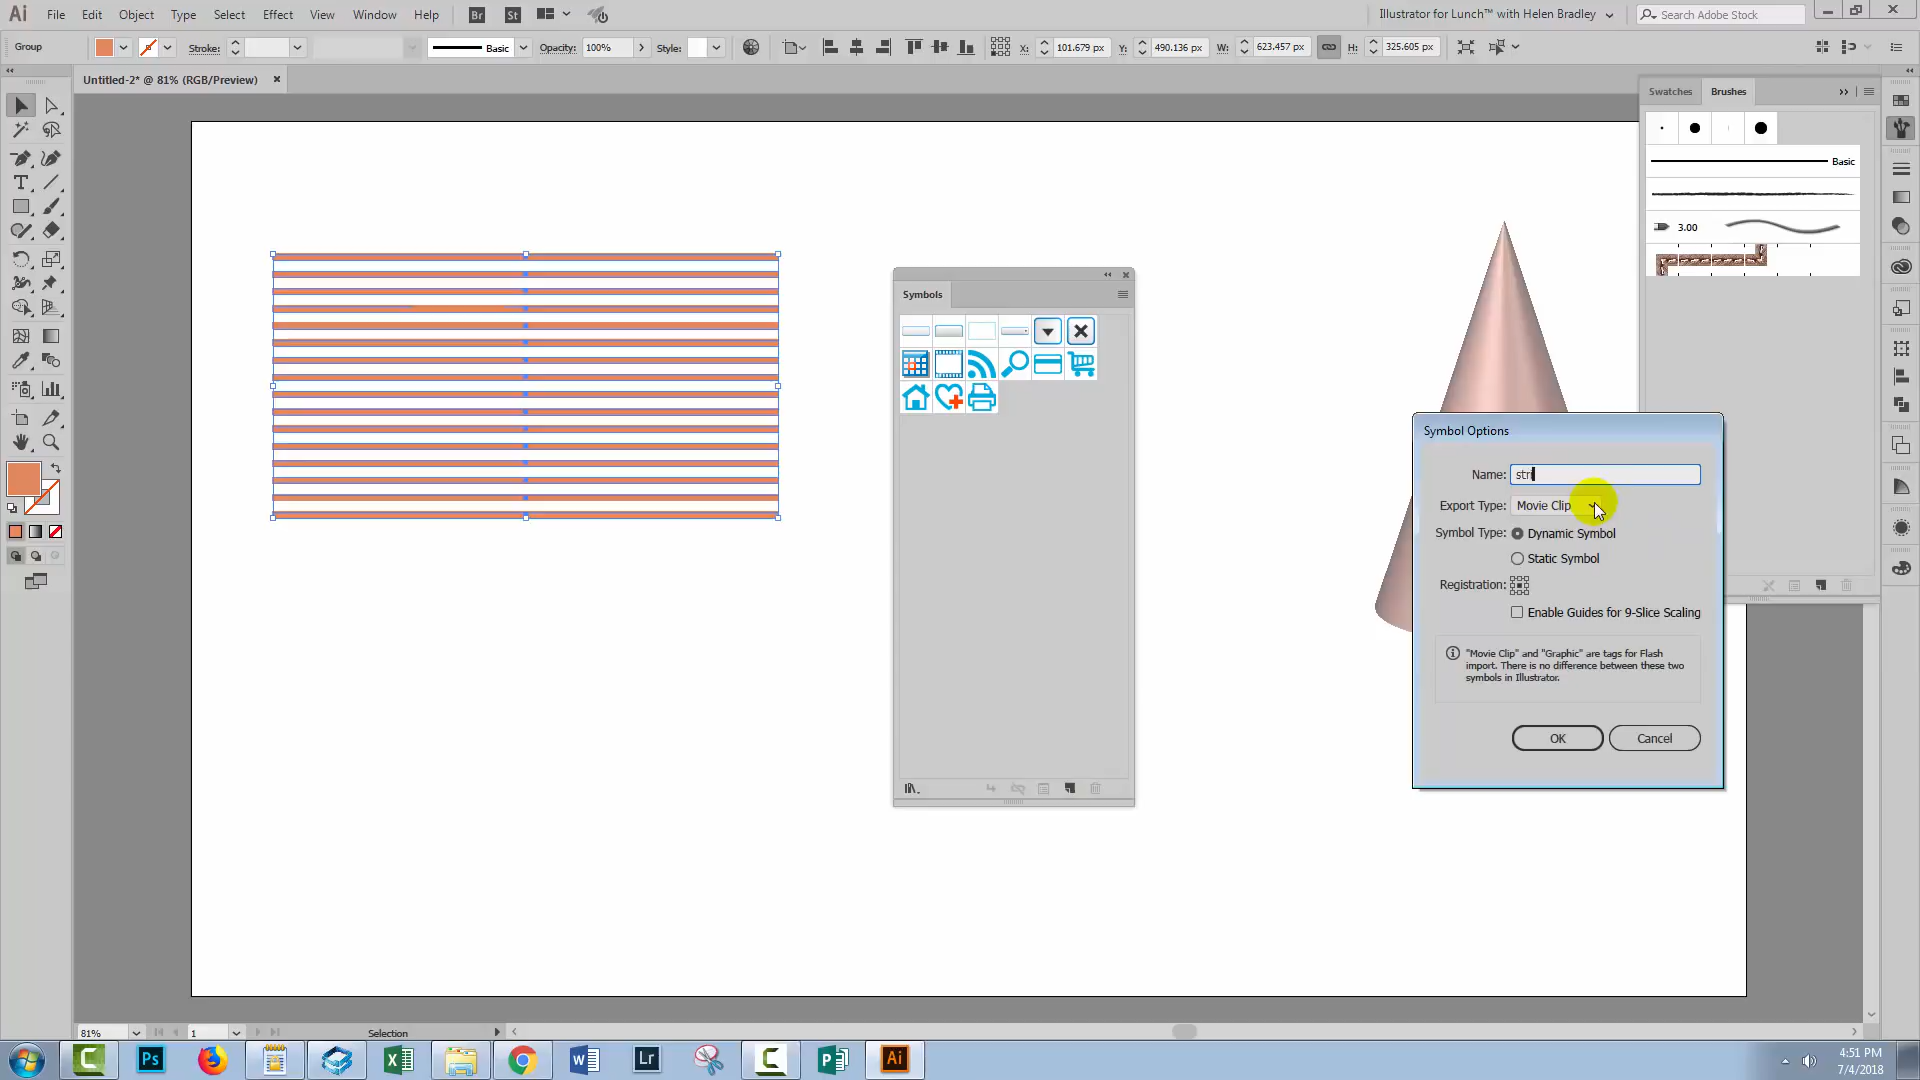 Ai File Edit Object Type Select Effect View Window Help Br St Illustrator for Lunch™ with Helen Bradley Search Adobe Stock
Group Stroke: Basic Opacity: 100% Style: X: 101.679 px Y: 490.136 px W: 623.457 px H: 325.605 px
Untitled-2* @ 81% (RGB/Preview)
Swatches Brushes
Basic
3.00
Symbols
Symbol Options
Name: stri
Export Type: Movie Clip
Symbol Type: Dynamic Symbol
Static Symbol
Registration:
Enable Guides for 9-Slice Scaling
"Movie Clip" and "Graphic" are tags for Flash
import. There is no difference between these two
symbols in Illustrator.
OK Cancel
81% 1 Selection
Ps W Lr P Ai
4:51 PM
7/4/2018